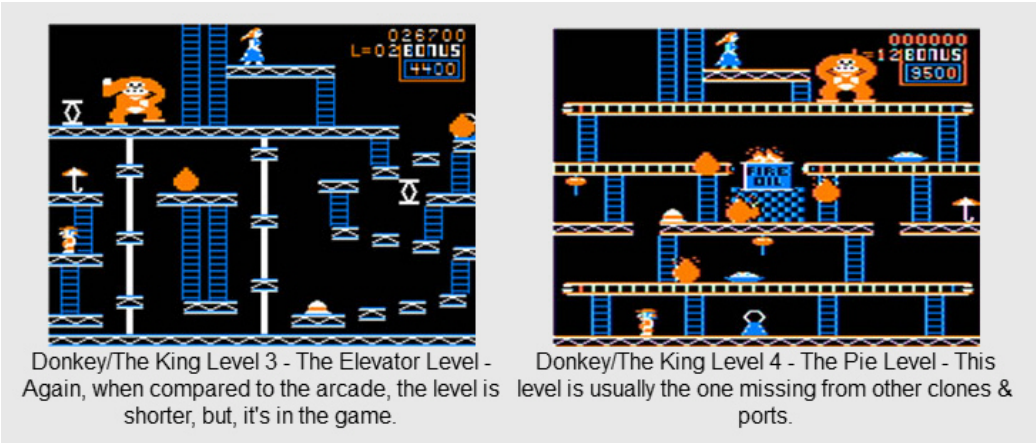 026700
L=02 BONUS
4400
000000
L=12 BONUS
9500
FIRE
OIL
Donkey/The King Level 3 - The Elevator Level -
Again, when compared to the arcade, the level is
shorter, but, it's in the game.
Donkey/The King Level 4 - The Pie Level - This
level is usually the one missing from other clones &
ports.